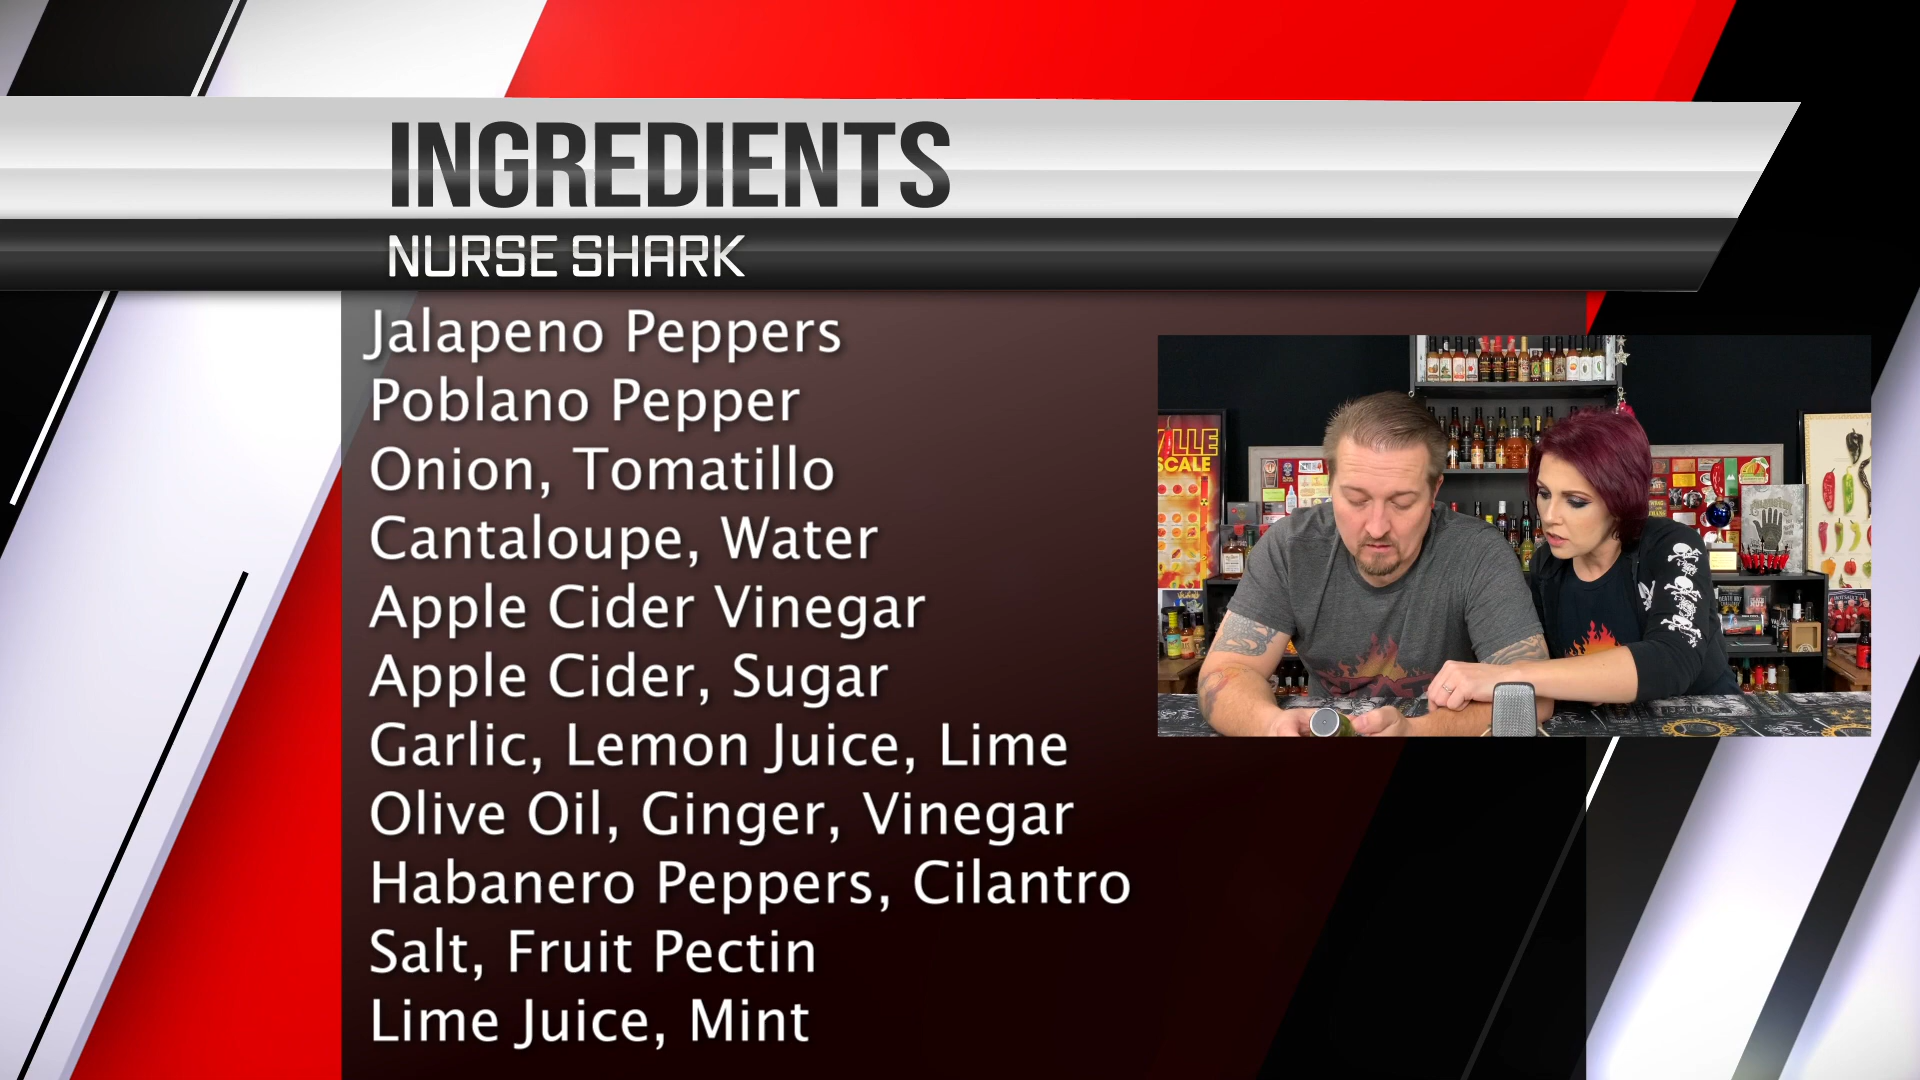 INGREDIENTS
NURSE SHARK
Jalapeno Peppers
Poblano Pepper
Onion, Tomatillo
Cantaloupe, Water
Apple Cider Vinegar
Apple Cider, Sugar
Garlic, Lemon Juice, Lime
Olive Oil, Ginger, Vinegar
Habanero Peppers, Cilantro
Salt, Fruit Pectin
Lime Juice, Mint
SCALE